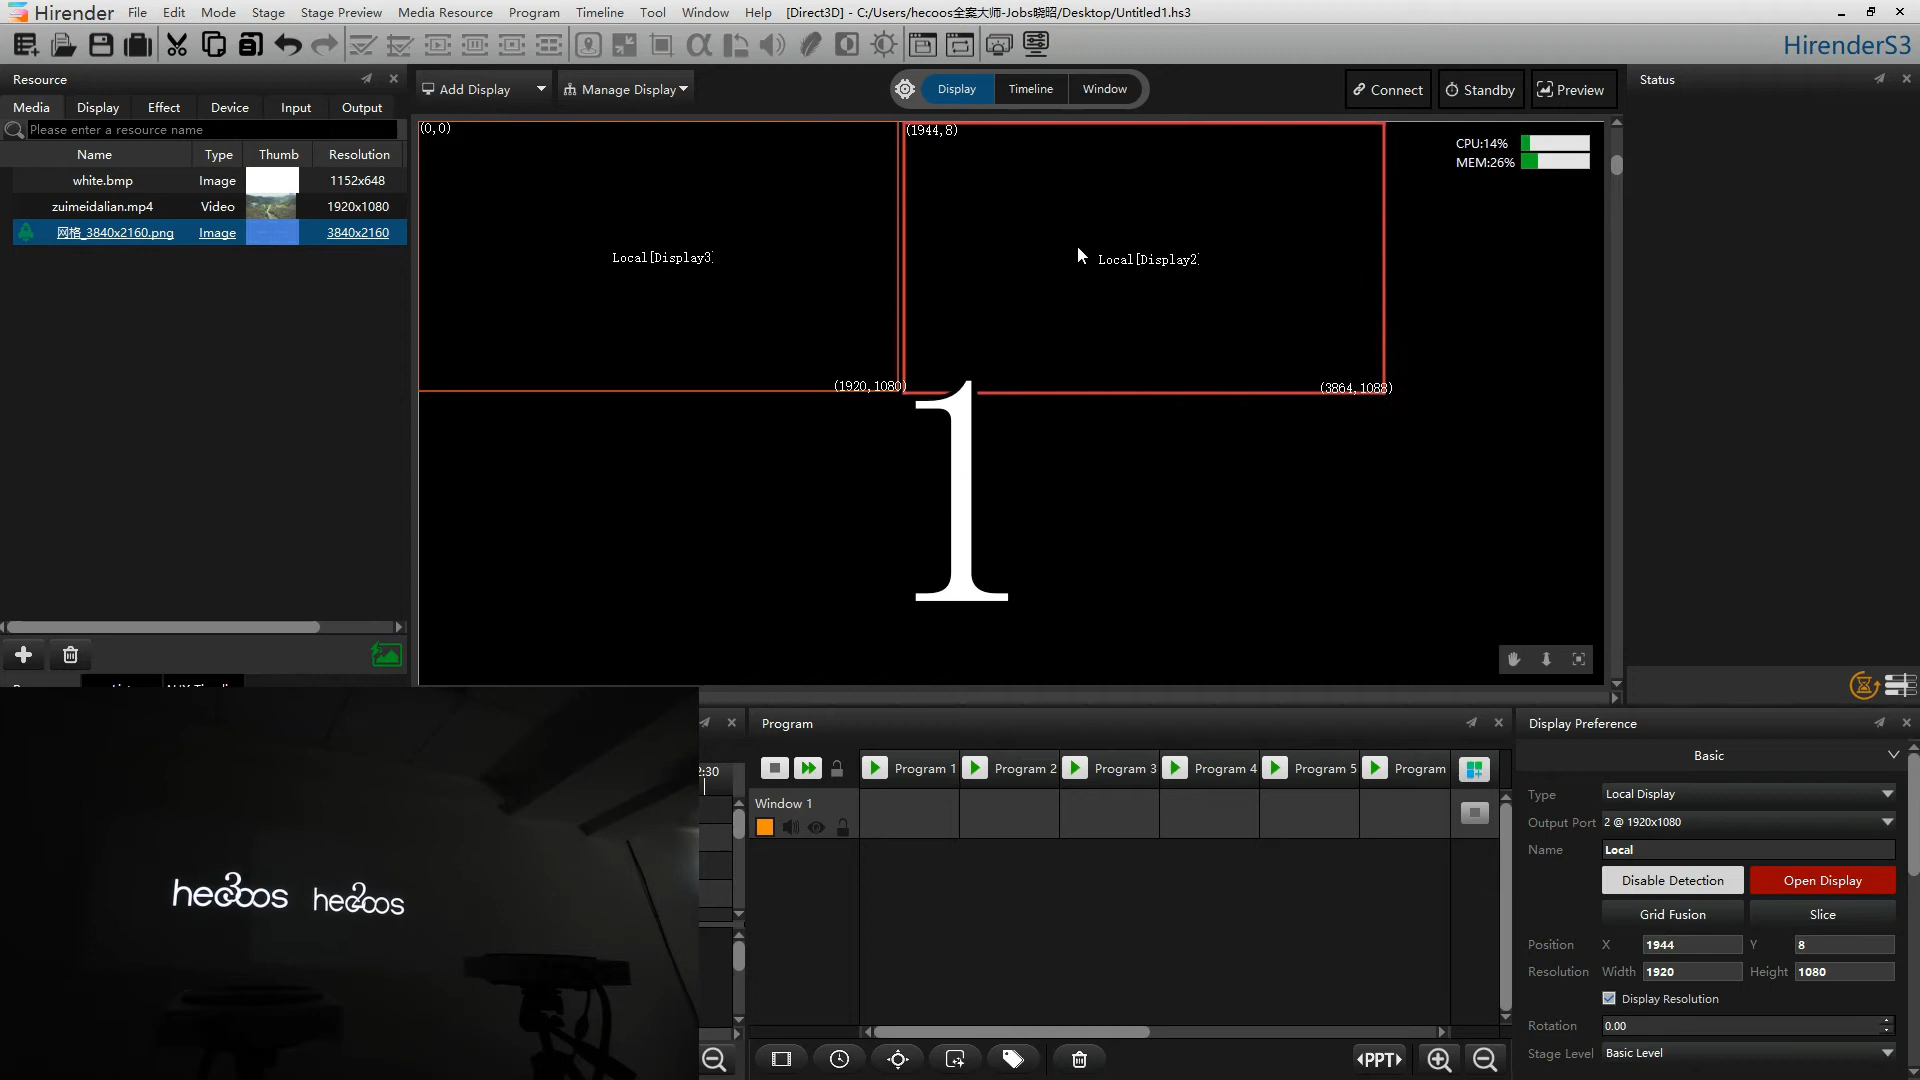 Hirender File Edit Mode Stage Stage Preview Media Resource Program Timeline Tool Window Help [Direct3D] - C:/Users/hecoos全案大师-Jobs晓昭/Desktop/Untitled1.hs3
HirenderS3
Resource
Media Display Effect Device Input Output
Please enter a resource name
Name Type Thumb Resolution
white.bmp Image 1152x648
zuimeidalian.mp4 Video 1920x1080
网格_3840x2160.png Image 3840x2160
Add Display Manage Display
Display Timeline Window
Connect Standby Preview
Status
(0,0)
(1944,8)
CPU:14%
MEM:26%
Local[Display3]
Local[Display2]
(1920,1080)
(3864,1088)
1
hecoos 3
hecoos 2
2:30
Program
Program 1 Program 2 Program 3 Program 4 Program 5 Program
Window 1
PPT
Display Preference
Basic
Type Local Display
Output Port 2 @ 1920x1080
Name Local
Disable Detection Open Display
Grid Fusion Slice
Position X 1944 Y 8
Resolution Width 1920 Height 1080
Display Resolution
Rotation 0.00
Stage Level Basic Level